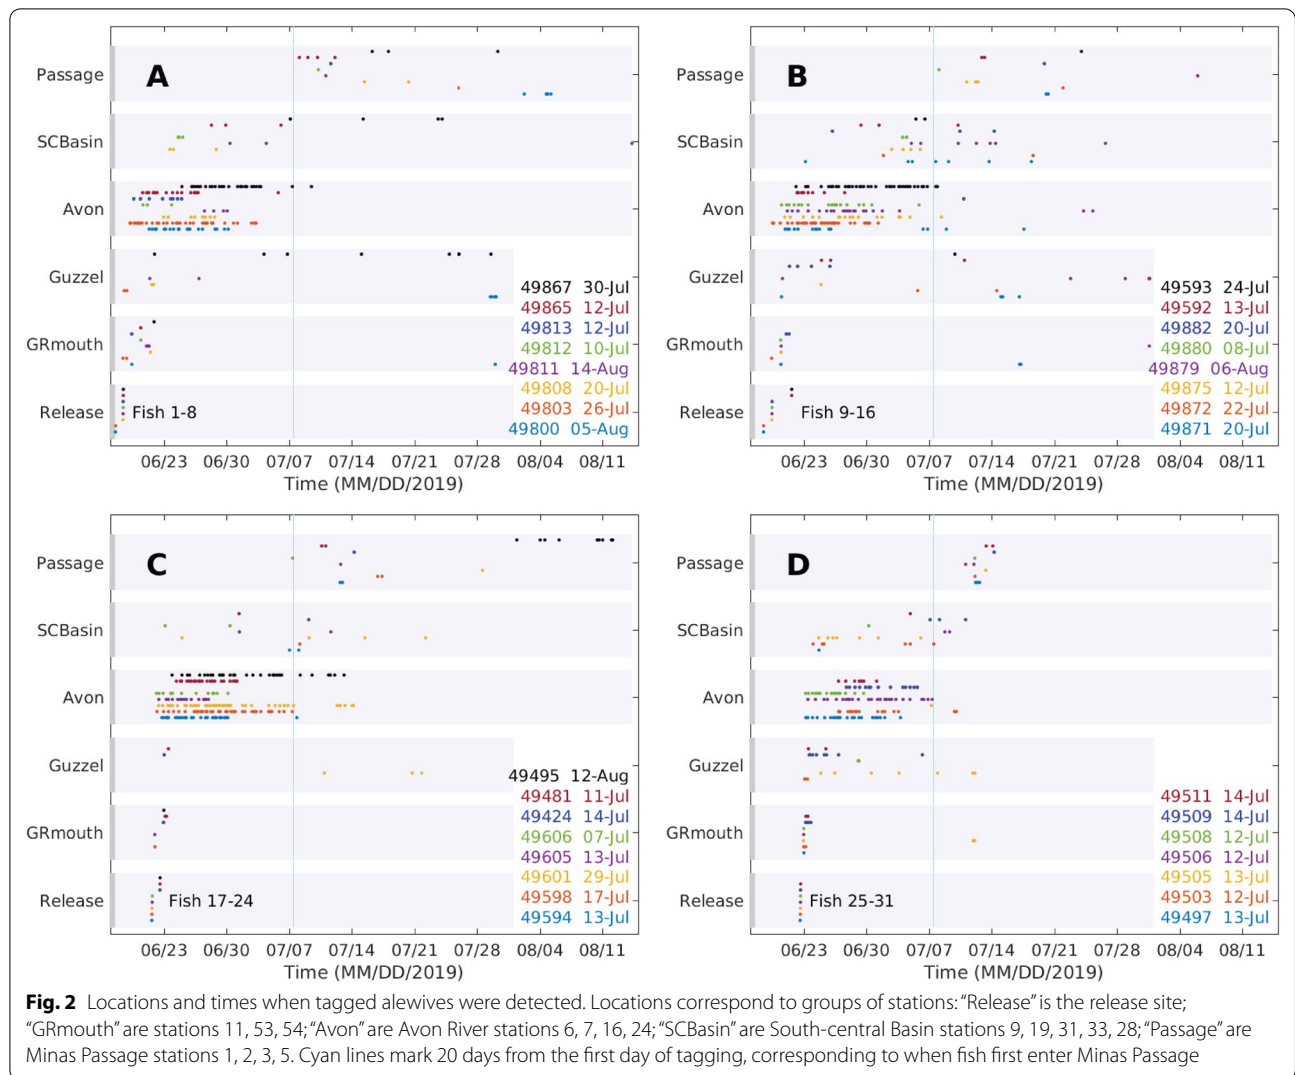 A
Passage
SCBasin
Avon
Guzzel
GRmouth
Release
Fish 1-8
49867 30-Jul
49865 12-Jul
49813 12-Jul
49812 10-Jul
49811 14-Aug
49808 20-Jul
49803 26-Jul
49800 05-Aug
06/23 06/30 07/07 07/14 07/21 07/28 08/04 08/11
Time (MM/DD/2019)
B
Passage
SCBasin
Avon
Guzzel
GRmouth
Release
Fish 9-16
49593 24-Jul
49592 13-Jul
49882 20-Jul
49880 08-Jul
49879 06-Aug
49875 12-Jul
49872 22-Jul
49871 20-Jul
06/23 06/30 07/07 07/14 07/21 07/28 08/04 08/11
Time (MM/DD/2019)
C
Passage
SCBasin
Avon
Guzzel
GRmouth
Release
Fish 17-24
49495 12-Aug
49481 11-Jul
49424 14-Jul
49606 07-Jul
49605 13-Jul
49601 29-Jul
49598 17-Jul
49594 13-Jul
06/23 06/30 07/07 07/14 07/21 07/28 08/04 08/11
Time (MM/DD/2019)
D
Passage
SCBasin
Avon
Guzzel
GRmouth
Release
Fish 25-31
49511 14-Jul
49509 14-Jul
49508 12-Jul
49506 12-Jul
49505 13-Jul
49503 12-Jul
49497 13-Jul
06/23 06/30 07/07 07/14 07/21 07/28 08/04 08/11
Time (MM/DD/2019)
Fig. 2 Locations and times when tagged alewives were detected. Locations correspond to groups of stations: “Release” is the release site;
“GRmouth” are stations 11, 53, 54; “Avon” are Avon River stations 6, 7, 16, 24; “SCBasin” are South-central Basin stations 9, 19, 31, 33, 28; “Passage” are
Minas Passage stations 1, 2, 3, 5. Cyan lines mark 20 days from the first day of tagging, corresponding to when fish first enter Minas Passage